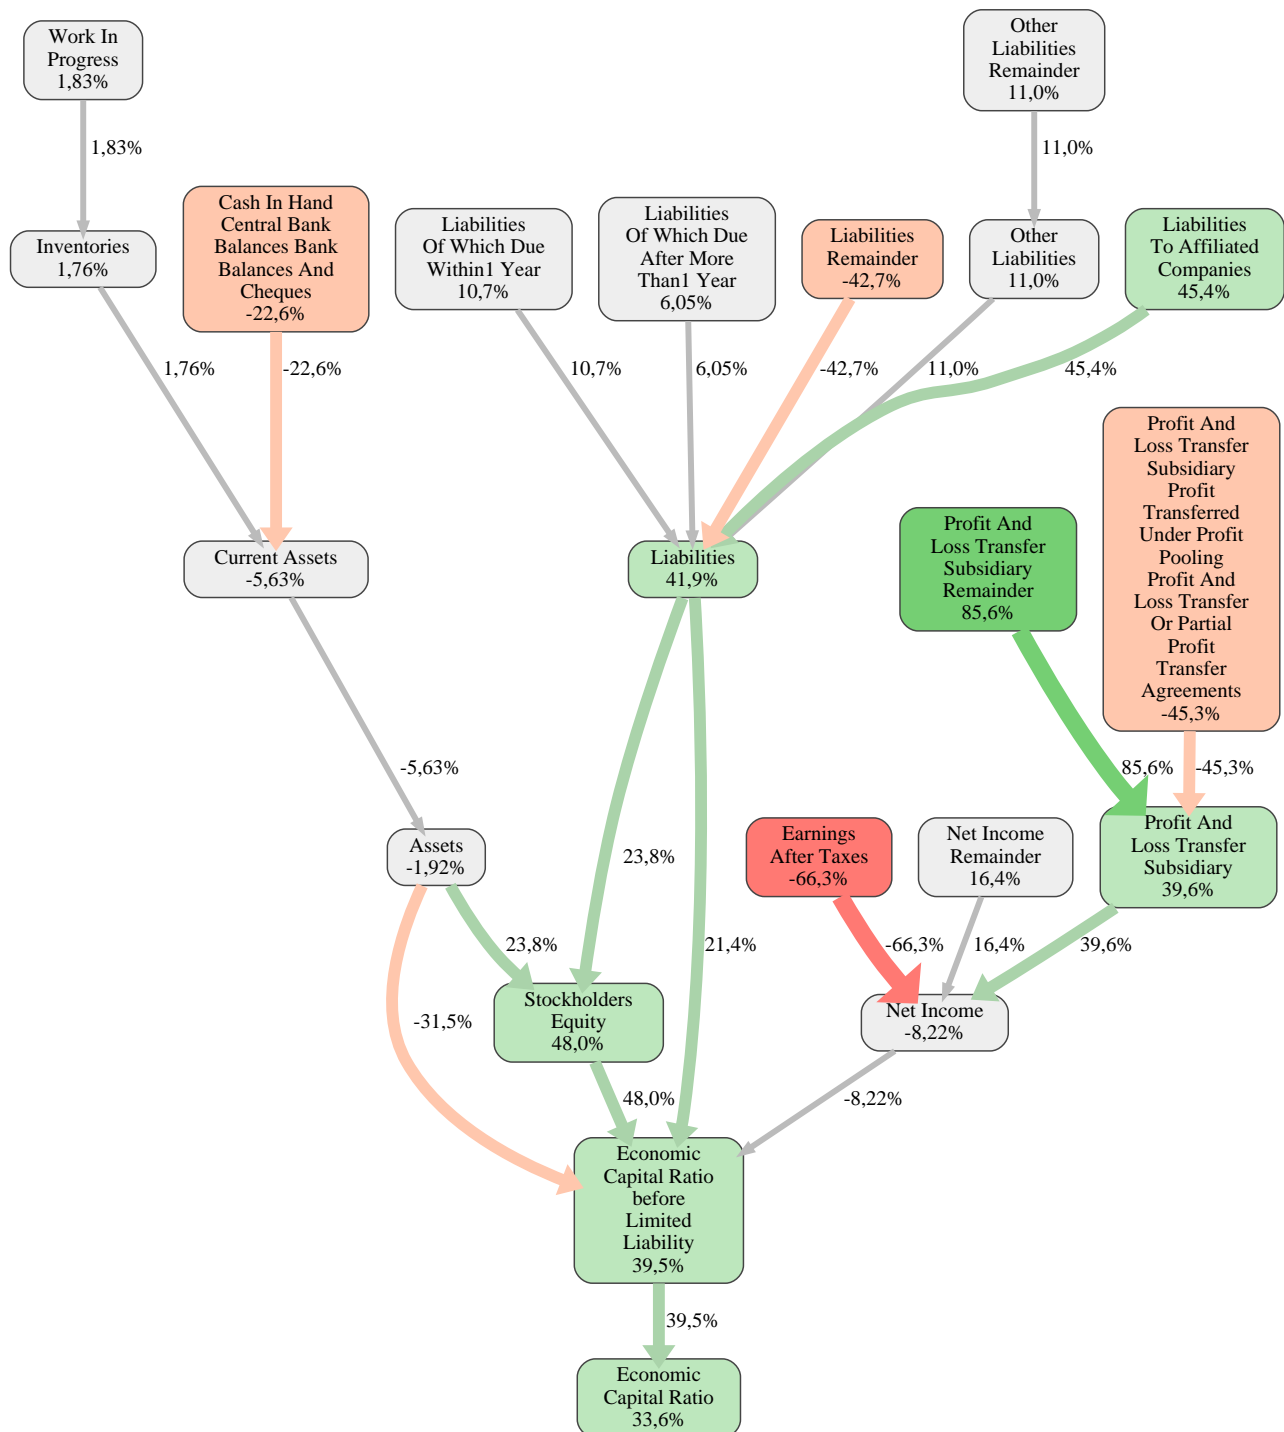 Work In
Progress
1,83%
Other
Liabilities
Remainder
11,0%
1,83%
11,0%
Inventories
1,76%
Cash In Hand
Central Bank
Balances Bank
Balances And
Cheques
-22,6%
Liabilities
Of Which Due
Within1 Year
10,7%
Liabilities
Of Which Due
After More
Than1 Year
6,05%
Liabilities
Remainder
-42,7%
Other
Liabilities
11,0%
Liabilities
To Affiliated
Companies
45,4%
1,76%
-22,6%
10,7%
6,05%
-42,7%
11,0%
45,4%
Profit And
Loss Transfer
Subsidiary
Profit
Transferred
Under Profit
Pooling
Profit And
Loss Transfer
Or Partial
Profit
Transfer
Agreements
-45,3%
Profit And
Loss Transfer
Subsidiary
Remainder
85,6%
Current Assets
-5,63%
Liabilities
41,9%
-5,63%
85,6%
-45,3%
Assets
-1,92%
23,8%
Earnings
After Taxes
-66,3%
Net Income
Remainder
16,4%
Profit And
Loss Transfer
Subsidiary
39,6%
23,8%
21,4%
-66,3%
16,4%
39,6%
-31,5%
Stockholders
Equity
48,0%
Net Income
-8,22%
48,0%
-8,22%
Economic
Capital Ratio
before
Limited
Liability
39,5%
39,5%
Economic
Capital Ratio
33,6%